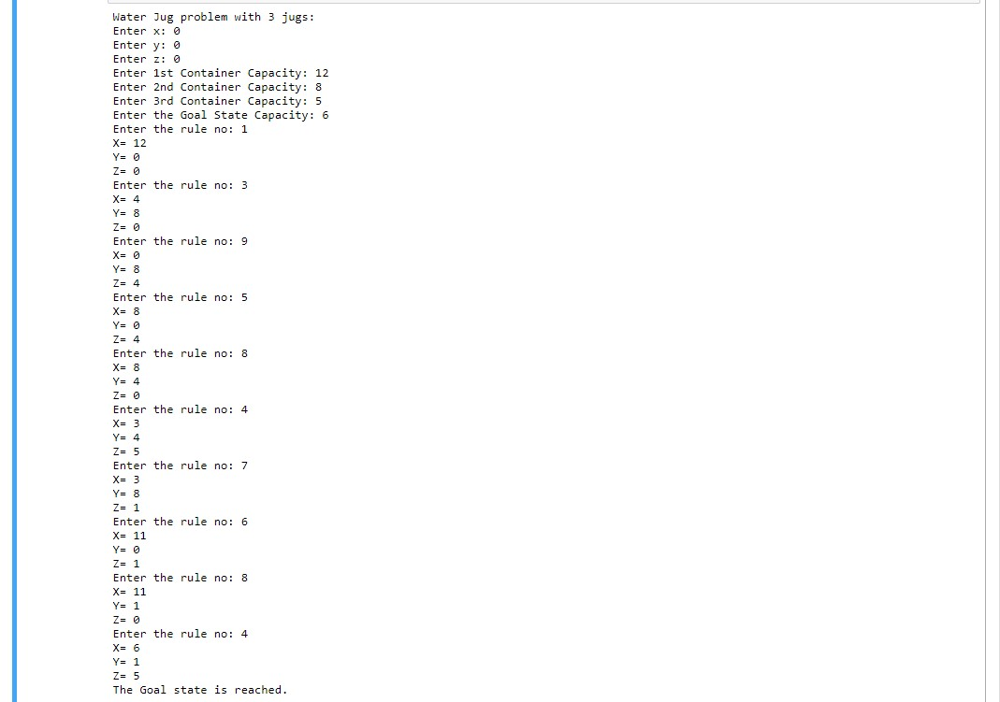 Water Jug problem with 3 jugs:
Enter x: 0
Enter y: 0
Enter z: 0
Enter 1st Container Capacity: 12
Enter 2nd Container Capacity: 8
Enter 3rd Container Capacity: 5
Enter the Goal State Capacity: 6
Enter the rule no: 1
X= 12
Y= 0
Z= 0
Enter the rule no: 3
X= 4
Y= 8
Z= 0
Enter the rule no: 9
X= 0
Y= 8
Z= 4
Enter the rule no: 5
X= 8
Y= 0
Z= 4
Enter the rule no: 8
X= 8
Y= 4
Z= 0
Enter the rule no: 4
X= 3
Y= 4
Z= 5
Enter the rule no: 7
X= 3
Y= 8
Z= 1
Enter the rule no: 6
X= 11
Y= 0
Z= 1
Enter the rule no: 8
X= 11
Y= 1
Z= 0
Enter the rule no: 4
X= 6
Y= 1
Z= 5
The Goal state is reached.